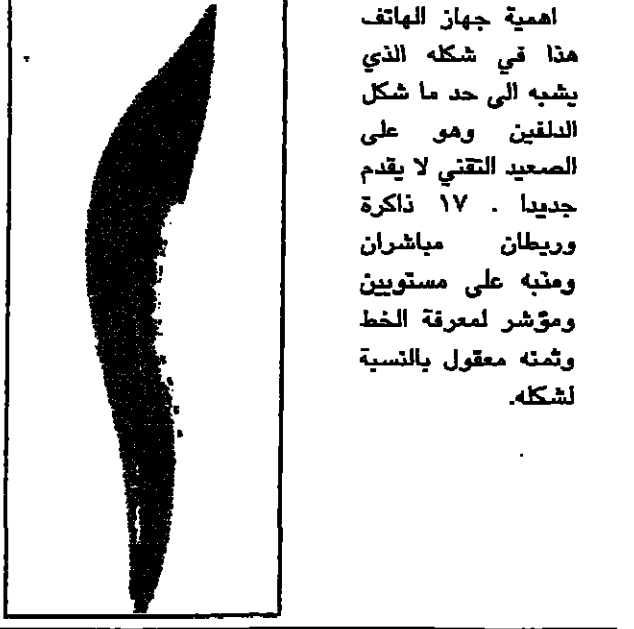 اهمية جهاز الهاتف
هذا في شكله الذي
يشبه الى حد ما شكل
الدلفين وهو على
الصعيد التقني لا يقدم
جديدا . ١٧ ذاكرة
وربطان مباشران
ومنبه على مستويين
ومؤشر لمعرفة الخط
وثمنه معقول بالنسبة
لشكله.